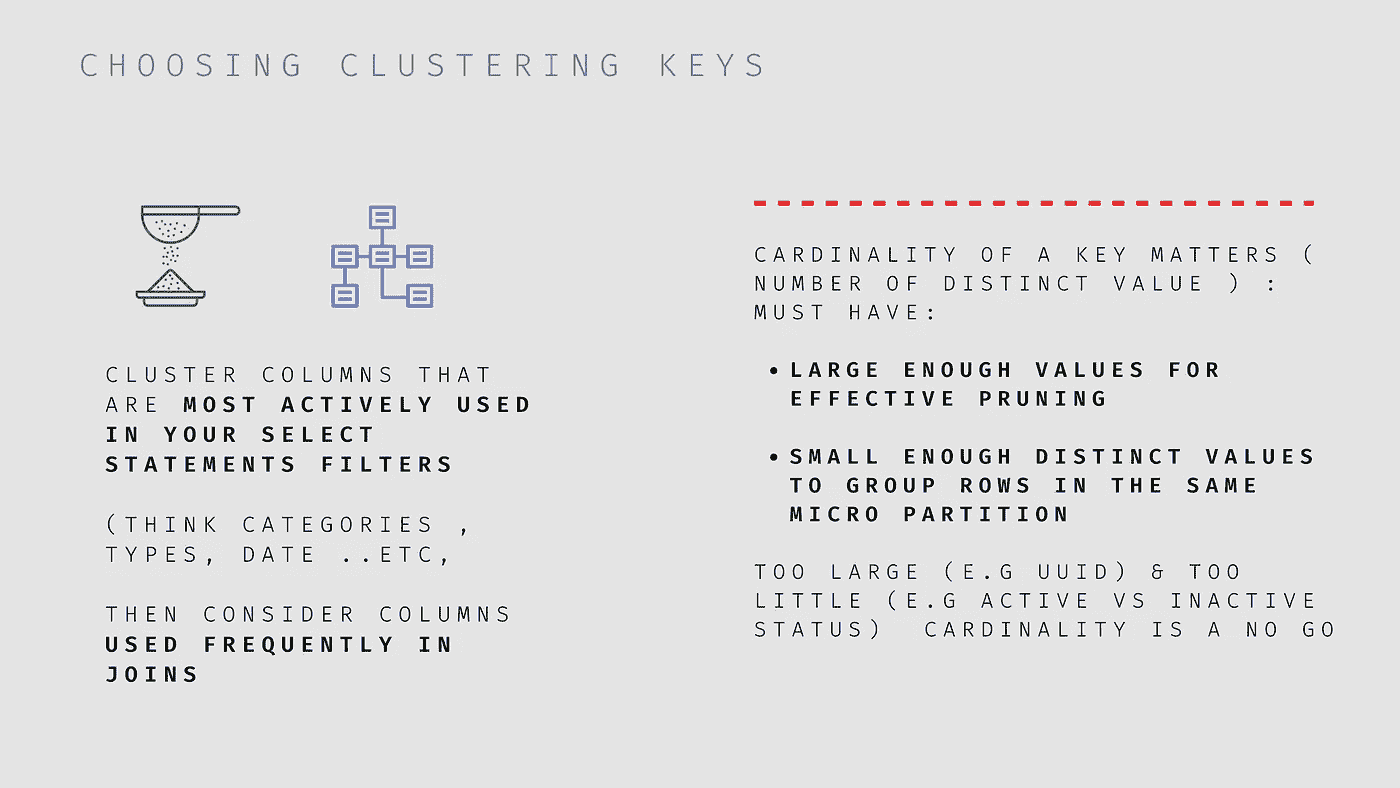 CHOOSING CLUSTERING KEYS
CLUSTER COLUMNS THAT
ARE MOST ACTIVELY USED
IN YOUR SELECT
STATEMENTS FILTERS
(THINK CATEGORIES ,
TYPES, DATE ..ETC,
THEN CONSIDER COLUMNS
USED FREQUENTLY IN
JOINS
CARDINALITY OF A KEY MATTERS (
NUMBER OF DISTINCT VALUE ) :
MUST HAVE:
• LARGE ENOUGH VALUES FOR
EFFECTIVE PRUNING
• SMALL ENOUGH DISTINCT VALUES
TO GROUP ROWS IN THE SAME
MICRO PARTITION
TOO LARGE (E.G UUID) & TOO
LITTLE (E.G ACTIVE VS INACTIVE
STATUS)  CARDINALITY IS A NO GO